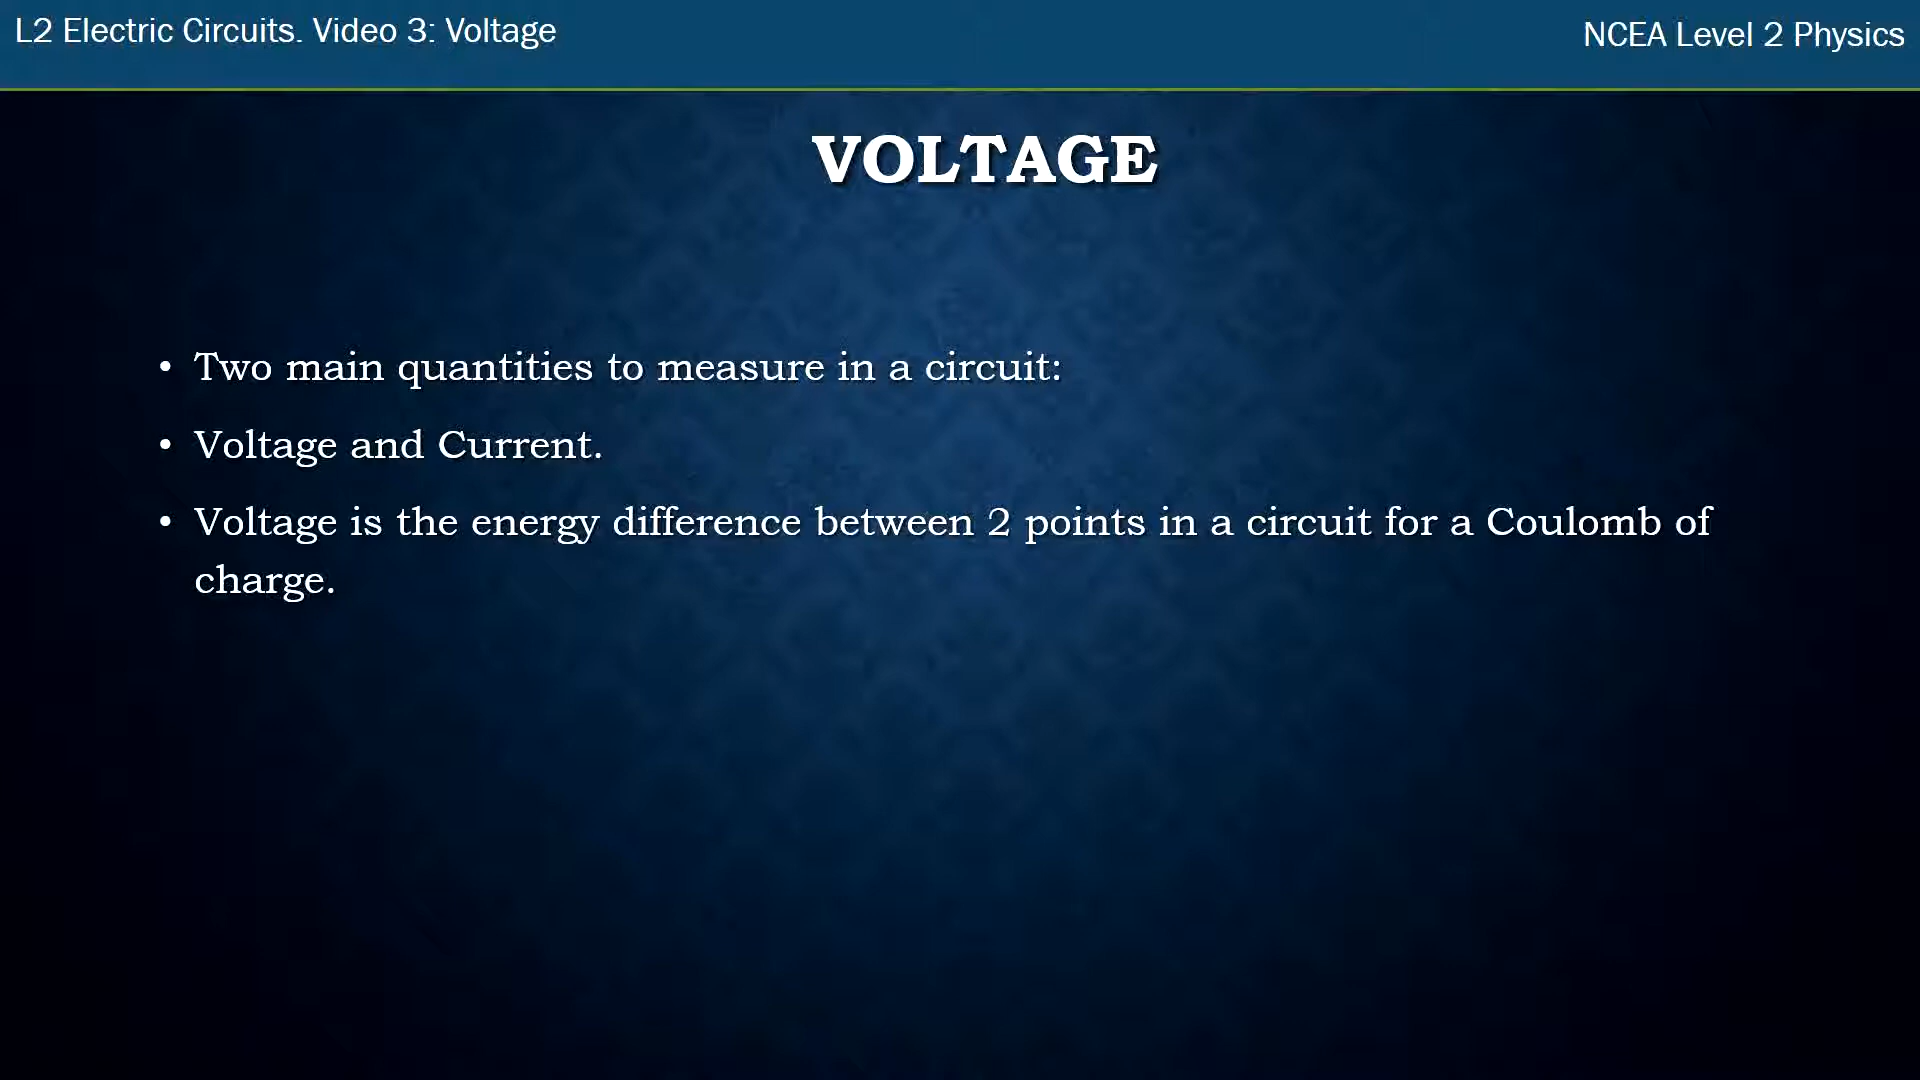 L2 Electric Circuits. Video 3: Voltage
NCEA Level 2 Physics
VOLTAGE
• Two main quantities to measure in a circuit:
• Voltage and Current.
• Voltage is the energy difference between 2 points in a circuit for a Coulomb of
charge.